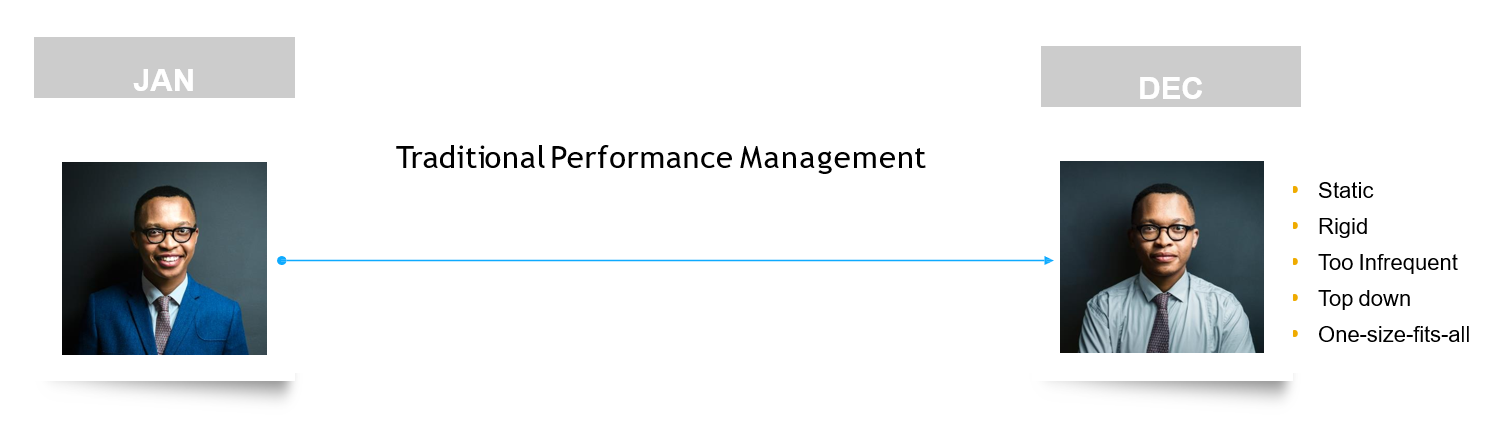 JAN
DEC
Traditional Performance Management
Static
Rigid
Too Infrequent
Top down
One-size-fits-all